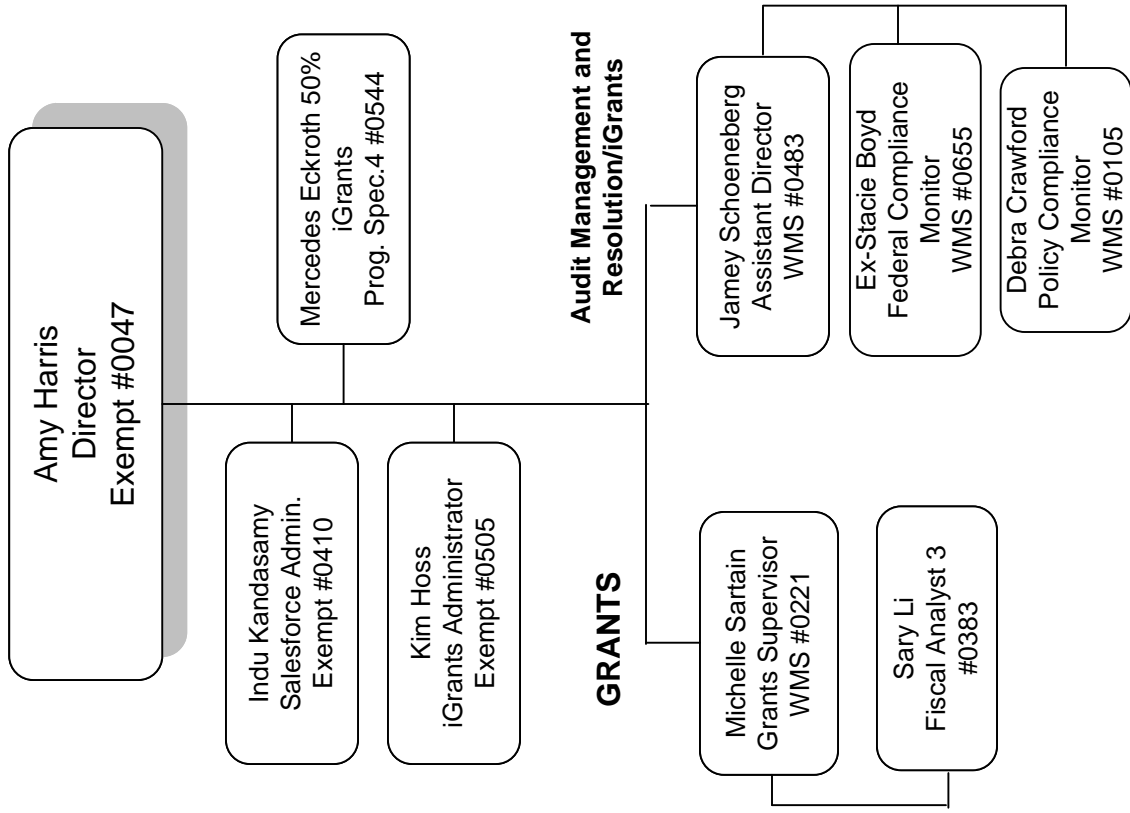 Amy Harris
Director
Exempt #0047
Indu Kandasamy
Salesforce Admin.
Exempt #0410
Mercedes Eckroth 50%
iGrants
Prog. Spec.4 #0544
Kim Hoss
iGrants Administrator
Exempt #0505
GRANTS
Michelle Sartain
Grants Supervisor
WMS #0221
Sary Li
Fiscal Analyst 3
#0383
Audit Management and
Resolution/iGrants
Jamey Schoeneberg
Assistant Director
WMS #0483
Ex-Stacie Boyd
Federal Compliance
Monitor
WMS #0655
Debra Crawford
Policy Compliance
Monitor
WMS #0105